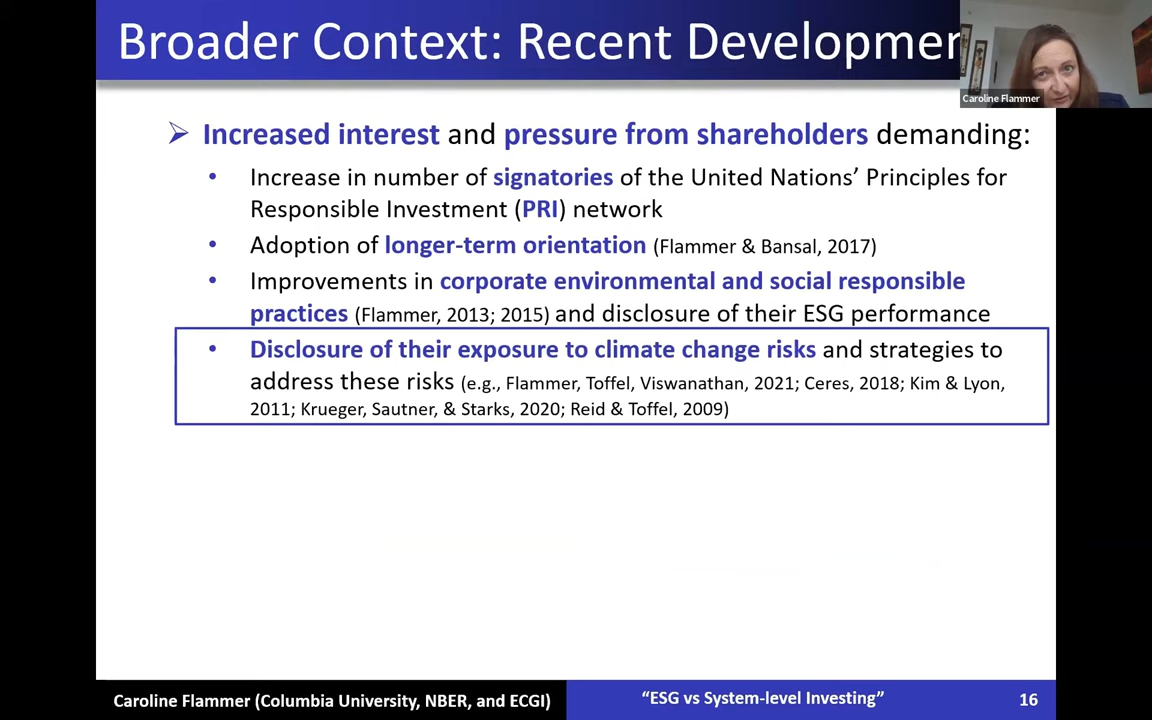 Broader Context: Recent Developmen
Caroline Flammer
➢ Increased interest and pressure from shareholders demanding:
• Increase in number of signatories of the United Nations’ Principles for
Responsible Investment (PRI) network
• Adoption of longer-term orientation (Flammer & Bansal, 2017)
• Improvements in corporate environmental and social responsible
practices (Flammer, 2013; 2015) and disclosure of their ESG performance
• Disclosure of their exposure to climate change risks and strategies to
address these risks (e.g., Flammer, Toffel, Viswanathan, 2021; Ceres, 2018; Kim & Lyon,
2011; Krueger, Sautner, & Starks, 2020; Reid & Toffel, 2009)
Caroline Flammer (Columbia University, NBER, and ECGI)
“ESG vs System-level Investing”
16